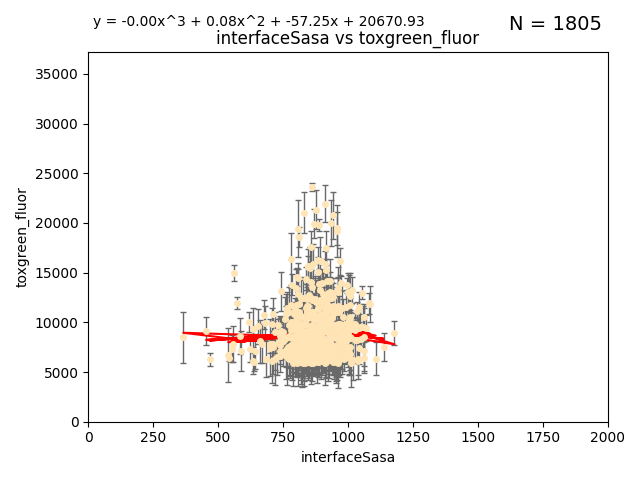 y = -0.00x^3 + 0.08x^2 + -57.25x + 20670.93
N = 1805
interfaceSasa vs toxgreen_fluor
toxgreen_fluor
35000
30000
25000
20000
15000
10000
5000
0
0 250 500 750 1000 1250 1500 1750 2000
interfaceSasa